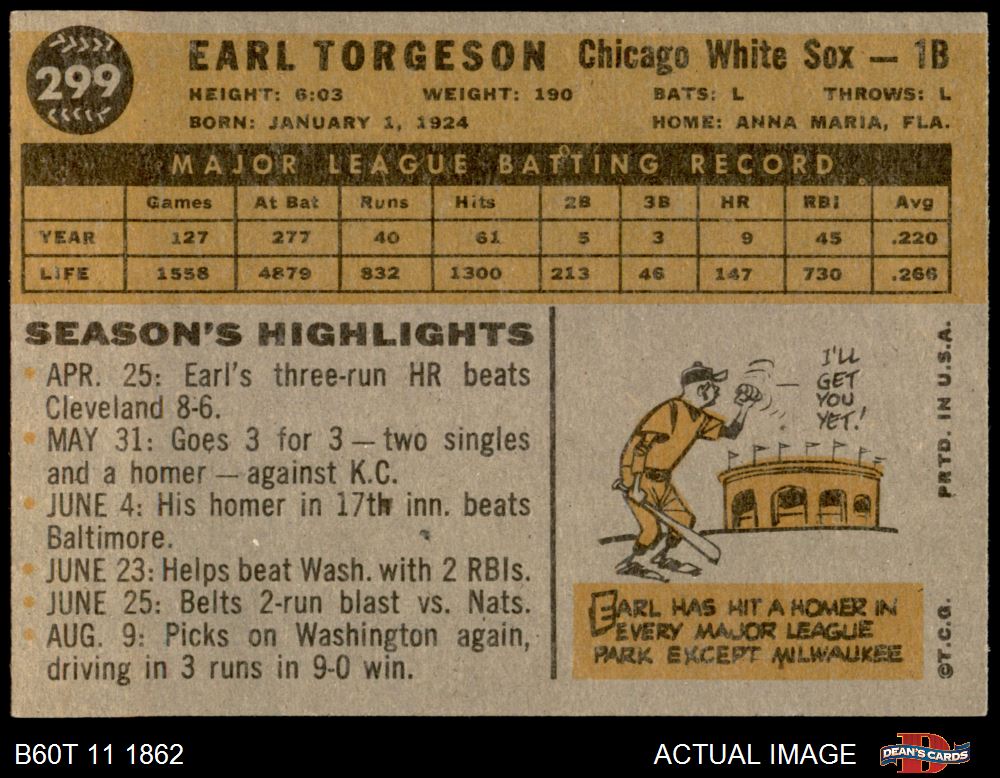 299
EARL TORGESON Chicago White Sox — 1B
HEIGHT: 6:03 WEIGHT: 190 BATS: L THROWS: L
BORN: JANUARY 1, 1924 HOME: ANNA MARIA, FLA.
MAJOR LEAGUE BATTING RECORD
Games At Bat Runs Hits 2B 3B HR RBI Avg
YEAR 127 277 40 61 5 3 9 45 .220
LIFE 1558 4879 832 1300 213 46 147 730 .266
SEASON'S HIGHLIGHTS
APR. 25: Earl's three-run HR beats
Cleveland 8-6.
MAY 31: Goes 3 for 3 — two singles
and a homer — against K.C.
JUNE 4: His homer in 17th inn. beats
Baltimore.
JUNE 23: Helps beat Wash. with 2 RBIs.
JUNE 25: Belts 2-run blast vs. Nats.
AUG. 9: Picks on Washington again,
driving in 3 runs in 9-0 win.
I'LL
GET
YOU
YET!
EARL HAS HIT A HOMER IN
EVERY MAJOR LEAGUE
PARK EXCEPT MILWAUKEE
PRTD. IN U.S.A.
©T.C.G.
B60T 11 1862
ACTUAL IMAGE
D
DEAN'S CARDS